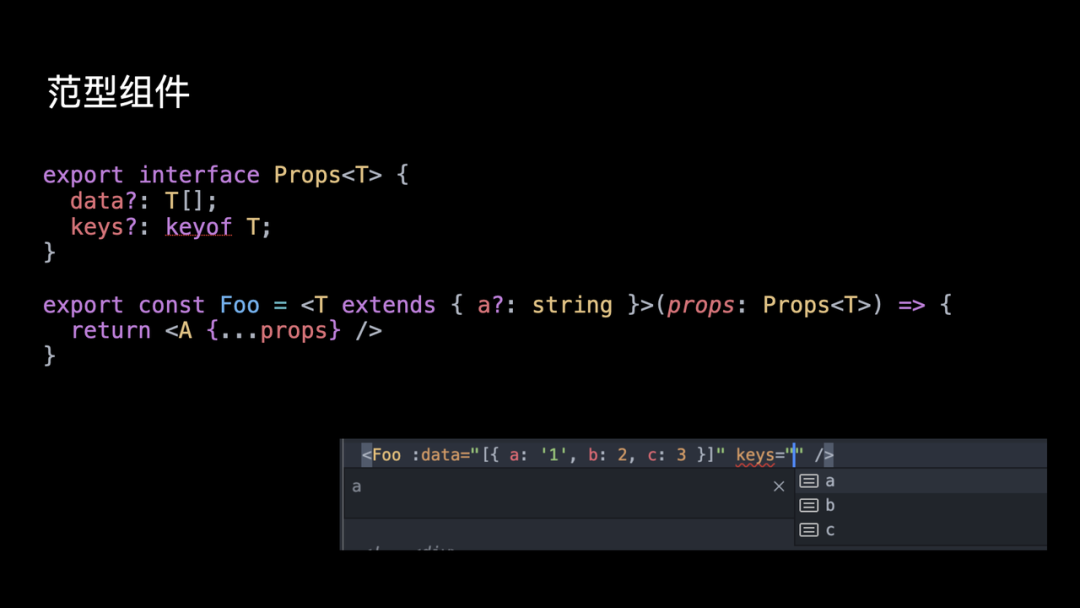 范型组件
export interface Props<T> {
  data?: T[];
  keys?: keyof T;
}
export const Foo = <T extends { a?: string }>(props: Props<T>) => {
  return <A {...props} />
}
<Foo :data="[{ a: '1', b: 2, c: 3 }]" keys="" />
a
a
b
c